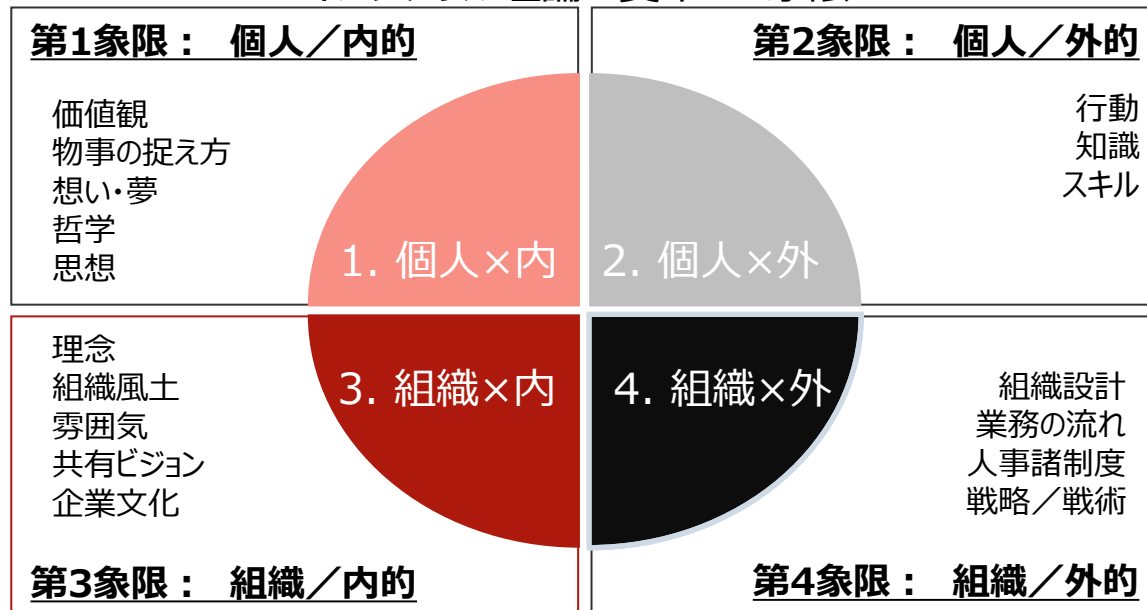 第1象限： 個人／内的
価値観
物事の捉え方
想い・夢
哲学
思想
1. 個人×内
第2象限： 個人／外的
行動
知識
スキル
2. 個人×外
理念
組織風土
雰囲気
共有ビジョン
企業文化
3. 組織×内
第3象限： 組織／内的
4. 組織×外
組織設計
業務の流れ
人事諸制度
戦略／戦術
第4象限： 組織／外的